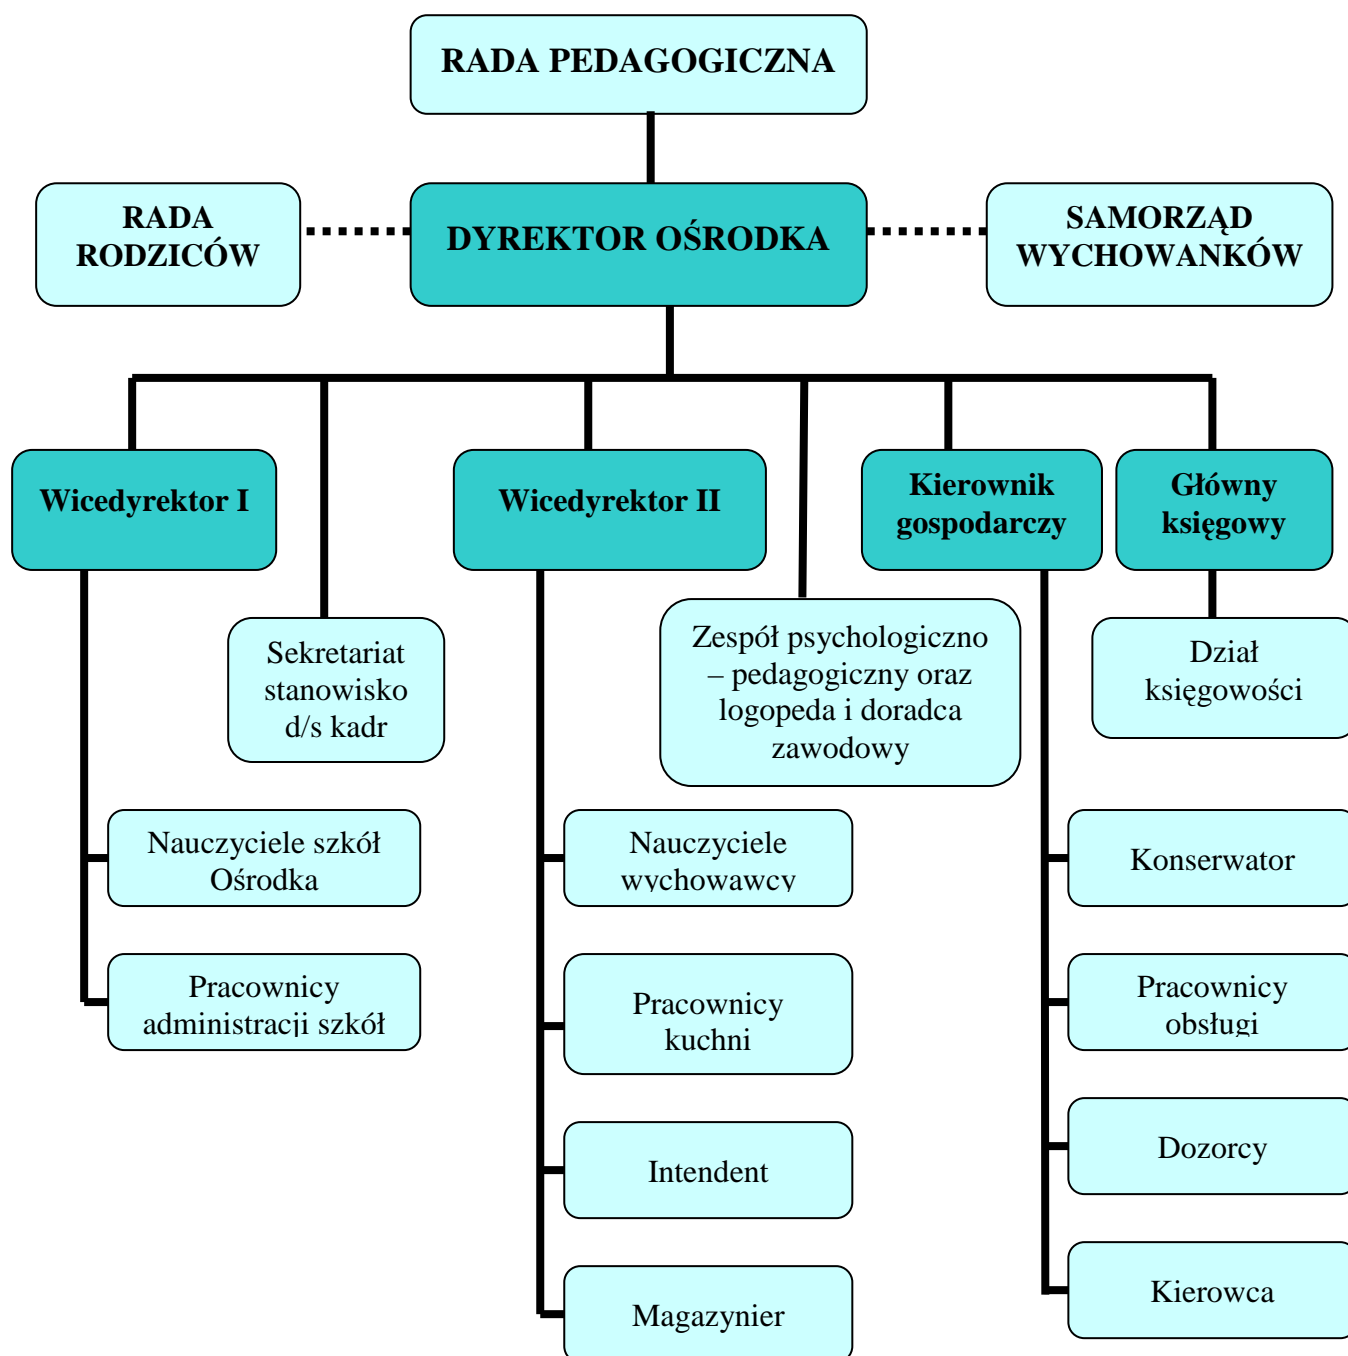 RADA PEDAGOGICZNA
RADA
RODZICÓW
DYREKTOR OŚRODKA
SAMORZĄD
WYCHOWANKÓW
Wicedyrektor I
Wicedyrektor II
Kierownik
gospodarczy
Główny
księgowy
Sekretariat
stanowisko
d/s kadr
Zespół psychologiczno
– pedagogiczny oraz
logopeda i doradca
zawodowy
Dział
księgowości
Nauczyciele szkół
Ośrodka
Nauczyciele
wychowawcy
Konserwator
Pracownicy
administracji szkół
Pracownicy
kuchni
Pracownicy
obsługi
Intendent
Dozorcy
Magazynier
Kierowca